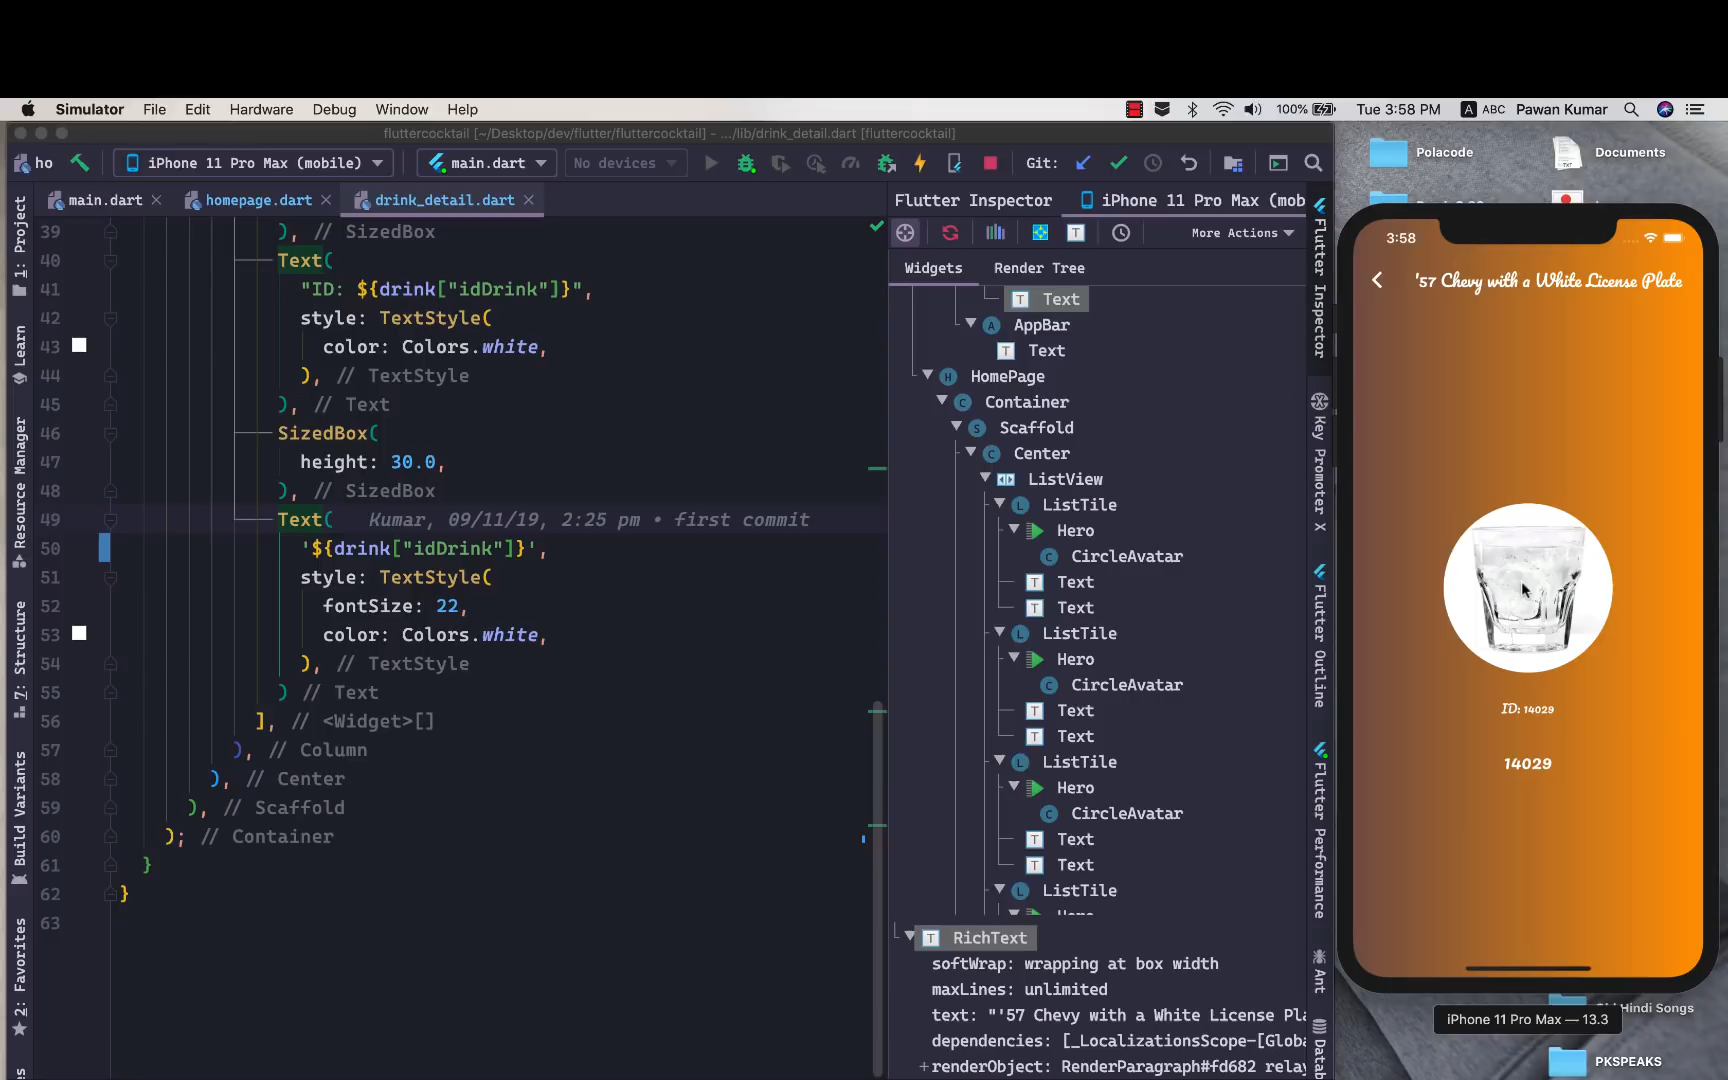 Simulator File Edit Hardware Debug Window Help
100% Tue 3:58 PM A ABC Pawan Kumar
fluttercocktail [~/Desktop/dev/flutter/fluttercocktail] – .../lib/drink_detail.dart [fluttercocktail]
ho iPhone 11 Pro Max (mobile) main.dart No devices Git:
main.dart homepage.dart drink_detail.dart
39 ), // SizedBox
40 Text(
41 "ID: ${drink["idDrink"]}",
42 style: TextStyle(
43 color: Colors.white,
44 ), // TextStyle
45 ), // Text
46 SizedBox(
47 height: 30.0,
48 ), // SizedBox
49 Text( Kumar, 09/11/19, 2:25 pm • first commit
50 '${drink["idDrink"]}',
51 style: TextStyle(
52 fontSize: 22,
53 color: Colors.white,
54 ), // TextStyle
55 ) // Text
56 ], // <Widget>[]
57 ), // Column
58 ), // Center
59 ), // Scaffold
60 ); // Container
61 }
62 }
63
1: Project
Learn
Resource Manager
7: Structure
Build Variants
2: Favorites
Flutter Inspector iPhone 11 Pro Max (mob
More Actions
Widgets Render Tree
Text
AppBar
Text
HomePage
Container
Scaffold
Center
ListView
ListTile
Hero
CircleAvatar
Text
Text
ListTile
Hero
CircleAvatar
Text
Text
ListTile
Hero
CircleAvatar
Text
Text
ListTile
RichText
softWrap: wrapping at box width
maxLines: unlimited
text: "'57 Chevy with a White License Pla
dependencies: [_LocalizationsScope-[Globa
renderObject: RenderParagraph#fd682 relay
Flutter Inspector
Key Promoter X
Flutter Outline
Flutter Performance
Ant
Datab
Polacode
Documents
3:58
'57 Chevy with a White License Plate
ID: 14029
14029
Hindi Songs
iPhone 11 Pro Max — 13.3
PKSPEAKS